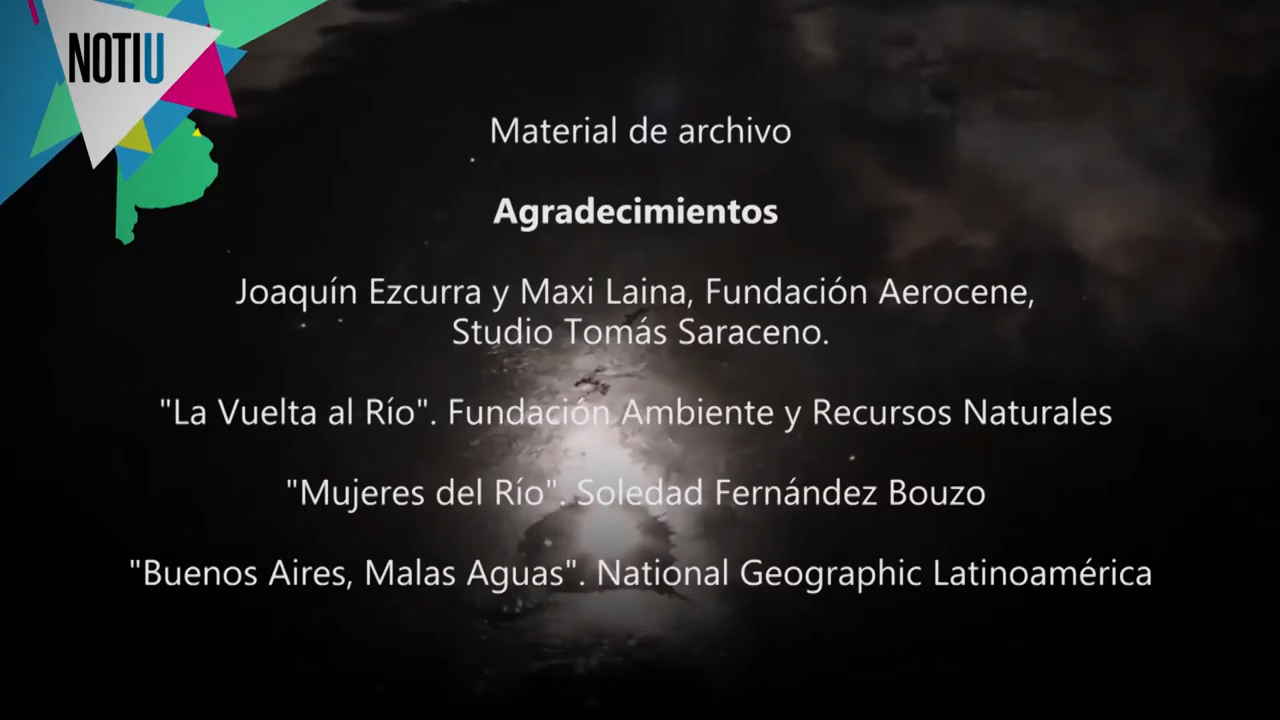 NOTIU
Material de archivo
Agradecimientos
Joaquín Ezcurra y Maxi Laina, Fundación Aerocene,
Studio Tomás Saraceno.
"La Vuelta al Río". Fundación Ambiente y Recursos Naturales
"Mujeres del Río". Soledad Fernández Bouzo
"Buenos Aires, Malas Aguas". National Geographic Latinoamérica